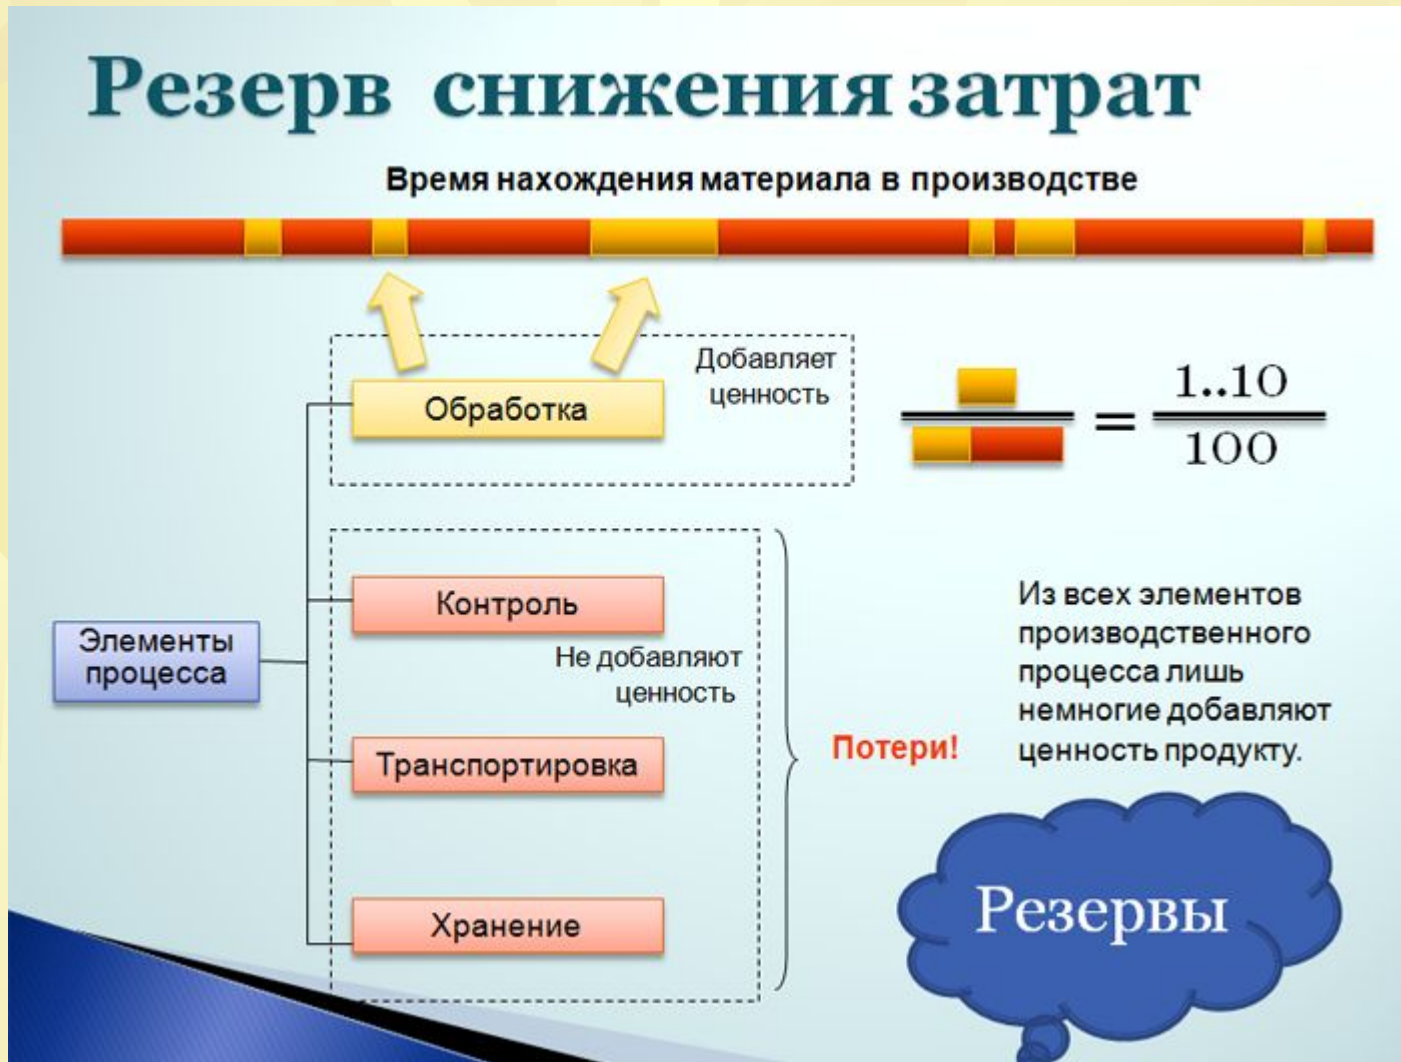 Резерв снижения затрат
Время нахождения материала в производстве
Добавляет
ценность
Обработка
1..10
=
100
Контроль
Не добавляют
ценность
Элементы
процесса
Транспортировка
Хранение
Потери!
Из всех элементов
производственного
процесса лишь
немногие добавляют
ценность продукту.
Резервы